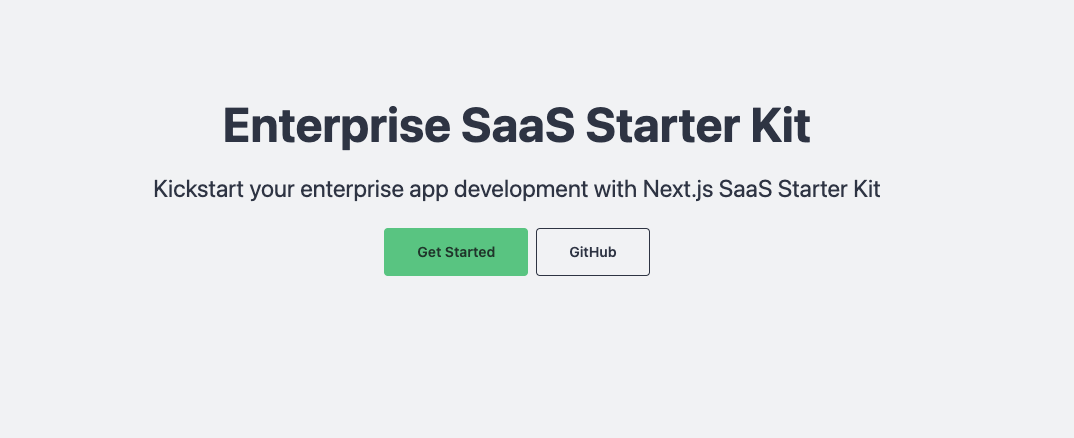 Enterprise SaaS Starter Kit
Kickstart your enterprise app development with Next.js SaaS Starter Kit
Get Started GitHub